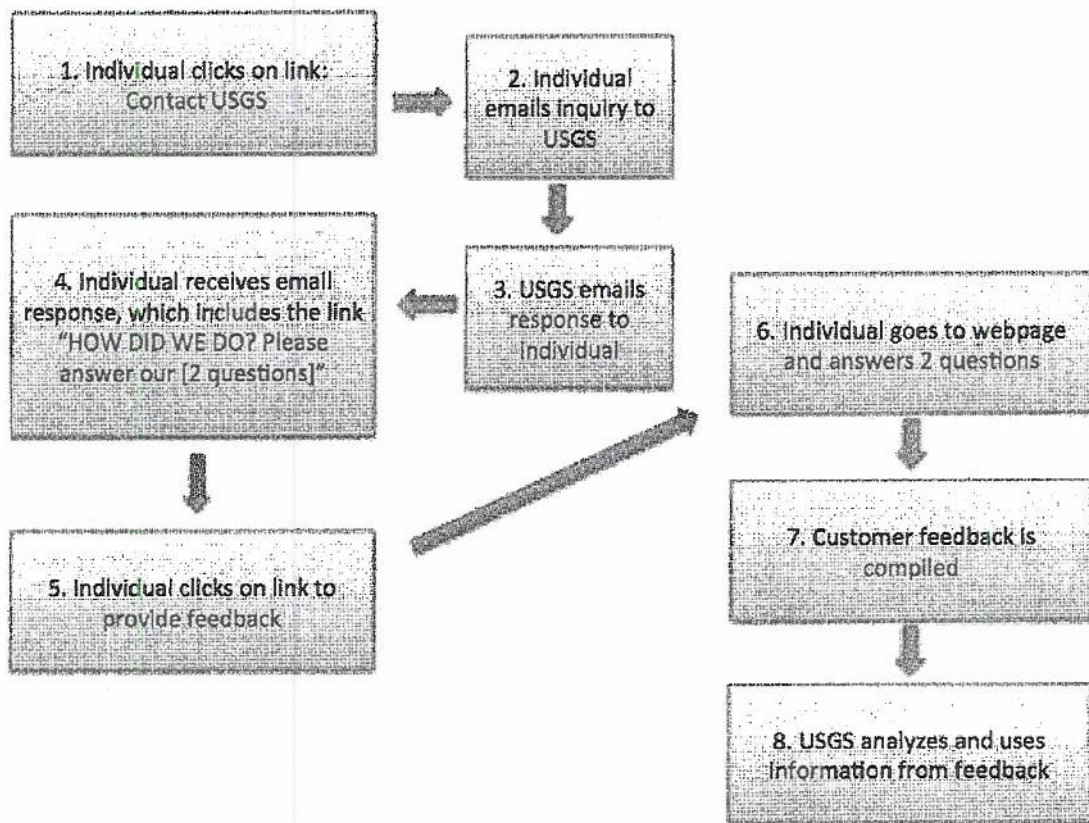 1. Individual clicks on link:
Contact USGS
2. Individual
emails inquiry to
USGS
3. USGS emails
response to
individual
4. Individual receives email
response, which includes the link
"HOW DID WE DO? Please
answer our [2 questions]"
5. Individual clicks on link to
provide feedback
6. Individual goes to webpage
and answers 2 questions
7. Customer feedback is
compiled
8. USGS analyzes and uses
information from feedback